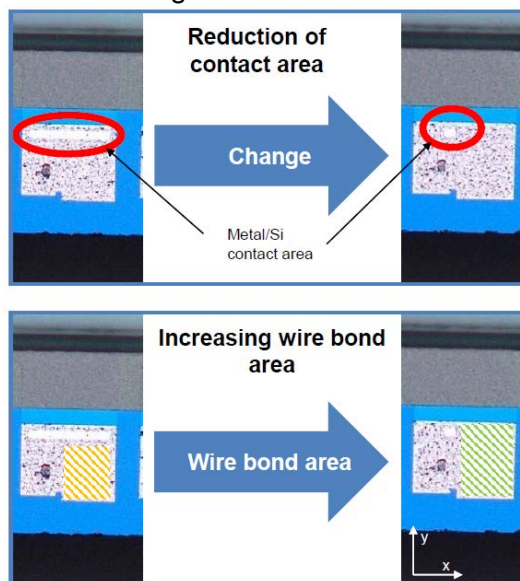 Reduction of
contact area
Change
Metal/Si
contact area
Increasing wire bond
area
Wire bond area
y
x